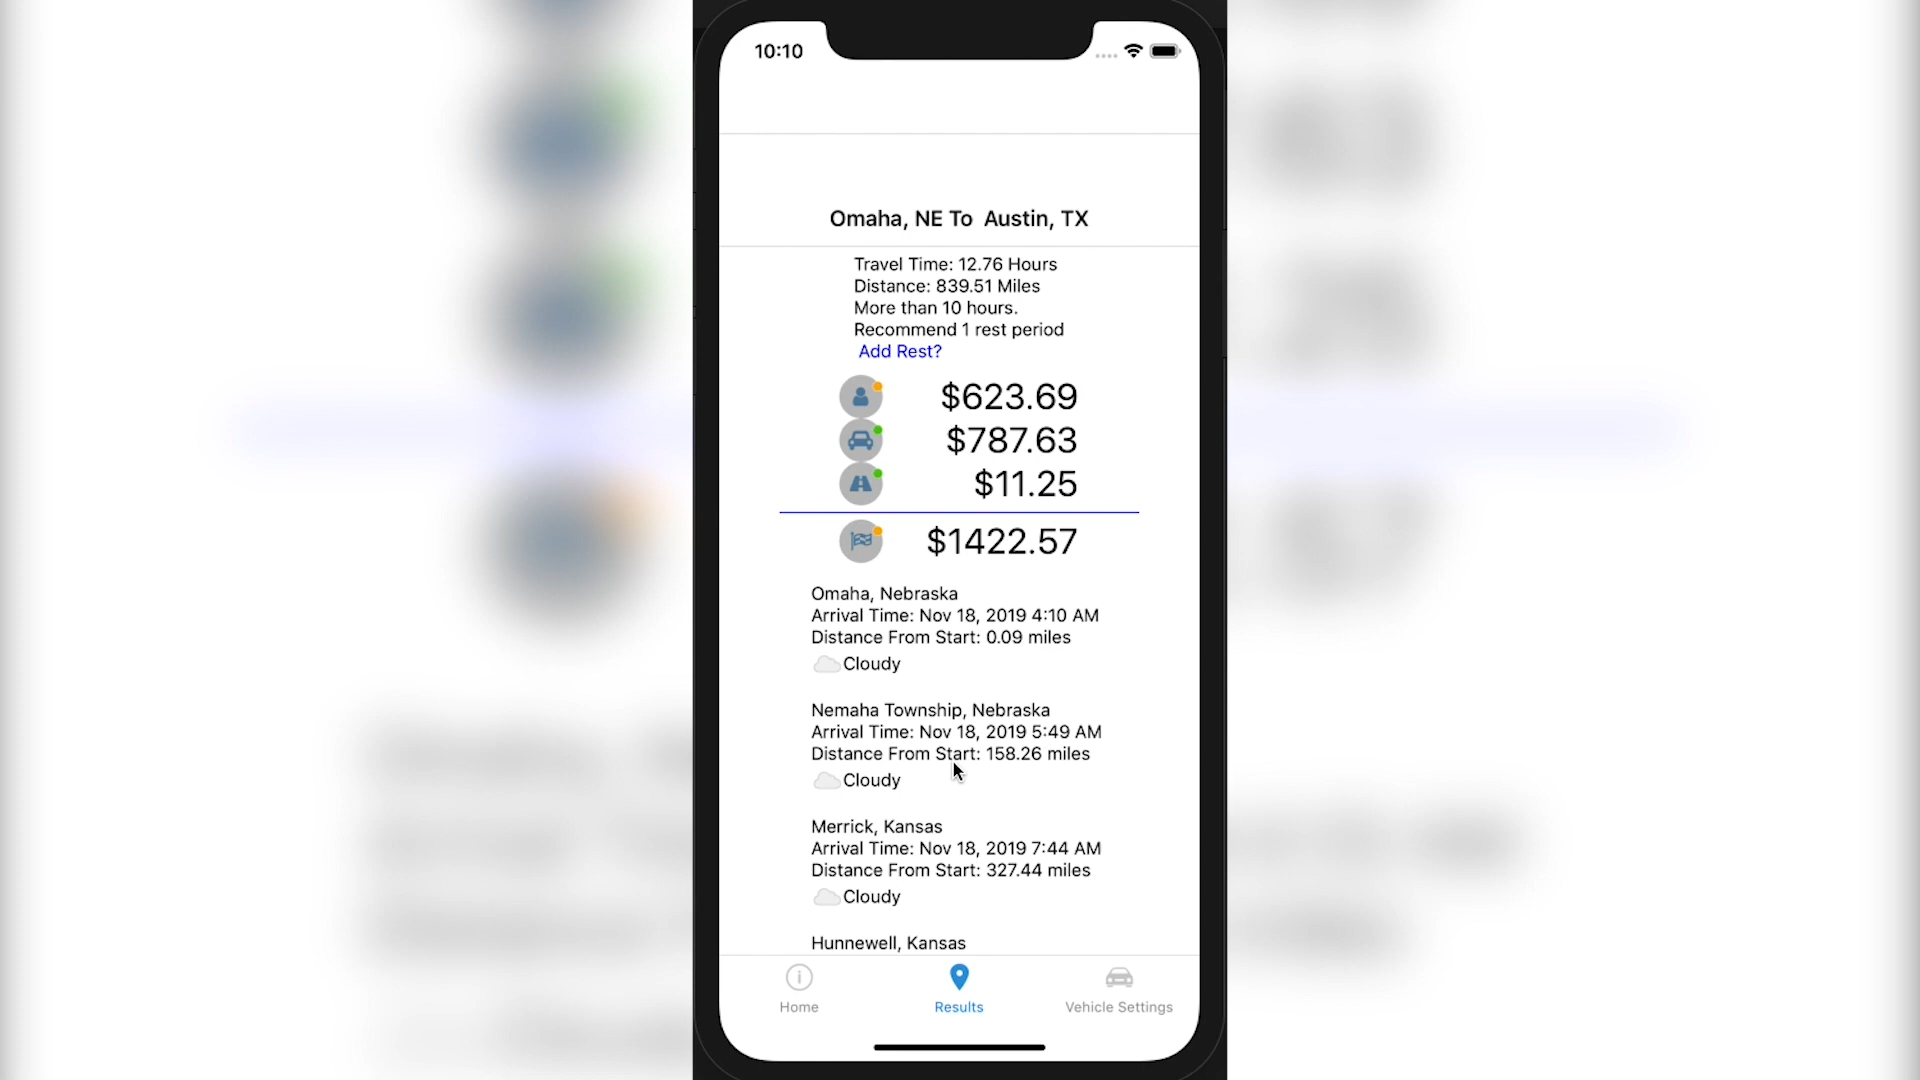 10:10
Omaha, NE To Austin, TX
Travel Time: 12.76 Hours
Distance: 839.51 Miles
More than 10 hours.
Recommend 1 rest period
Add Rest?
$623.69
$787.63
$11.25
$1422.57
Omaha, Nebraska
Arrival Time: Nov 18, 2019 4:10 AM
Distance From Start: 0.09 miles
Cloudy
Nemaha Township, Nebraska
Arrival Time: Nov 18, 2019 5:49 AM
Distance From Start: 158.26 miles
Cloudy
Merrick, Kansas
Arrival Time: Nov 18, 2019 7:44 AM
Distance From Start: 327.44 miles
Cloudy
Hunnewell, Kansas
Home Results Vehicle Settings